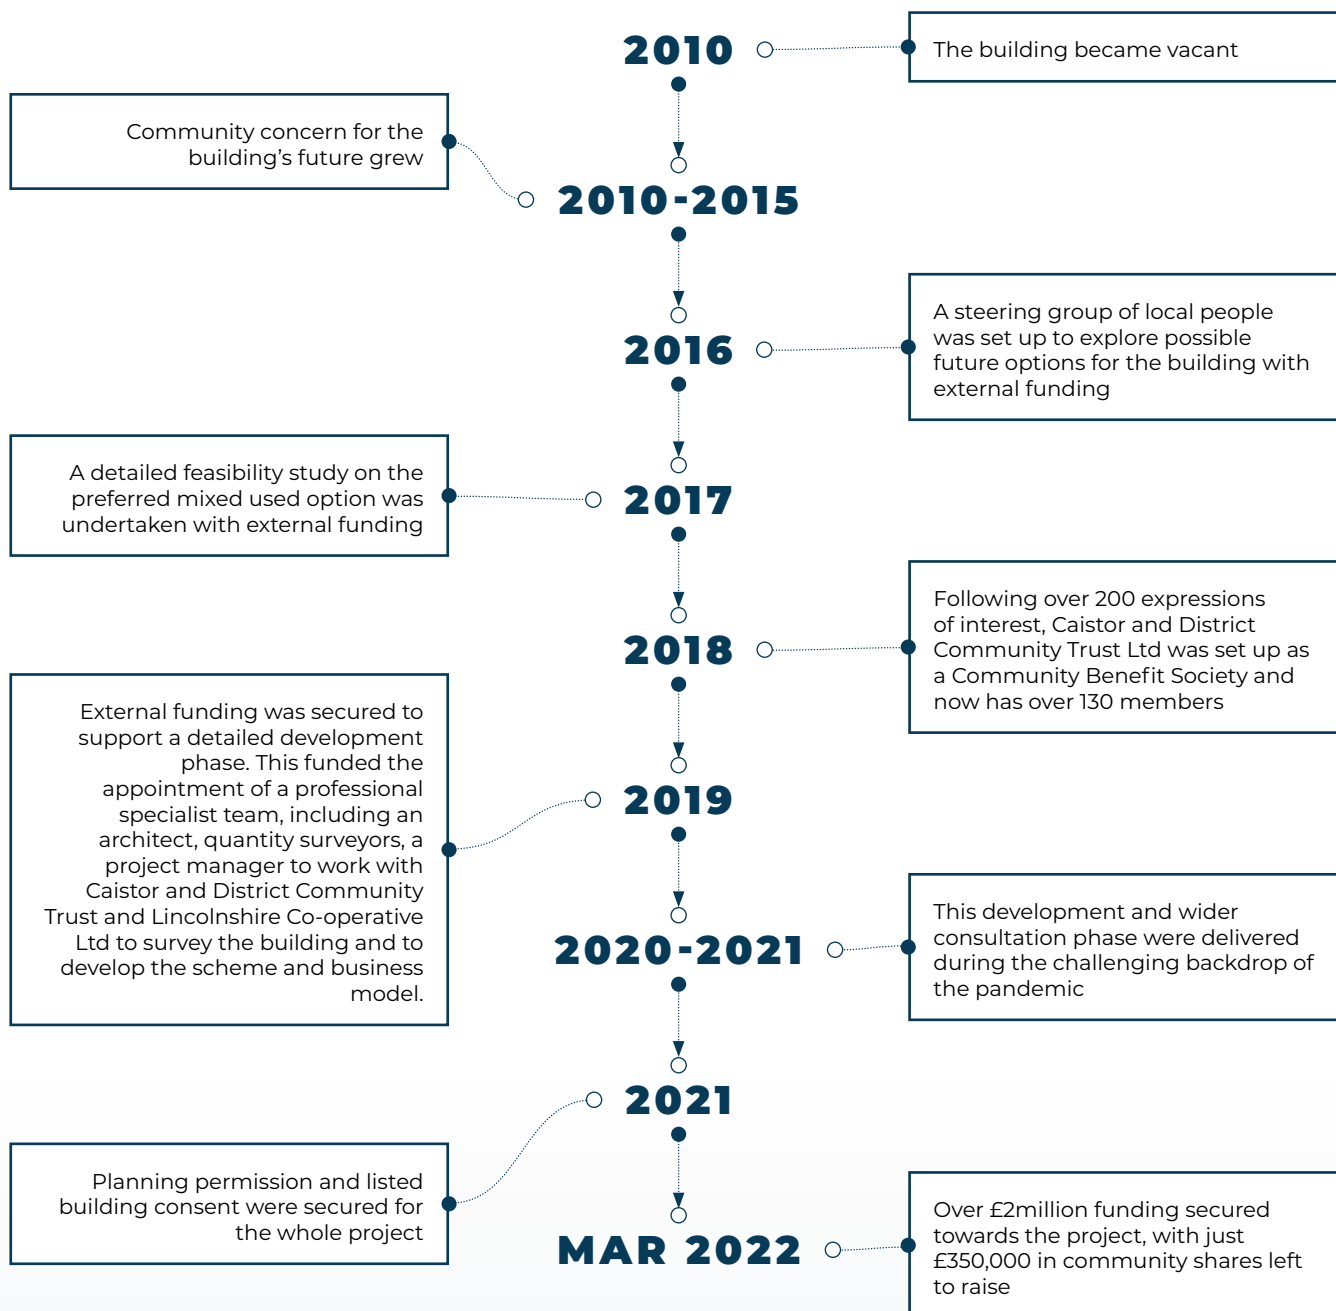 2010
The building became vacant
Community concern for the
building’s future grew
2010-2015
2016
A steering group of local people
was set up to explore possible
future options for the building with
external funding
A detailed feasibility study on the
preferred mixed used option was
undertaken with external funding
2017
2018
Following over 200 expressions
of interest, Caistor and District
Community Trust Ltd was set up as
a Community Benefit Society and
now has over 130 members
External funding was secured to
support a detailed development
phase. This funded the
appointment of a professional
specialist team, including an
architect, quantity surveyors, a
project manager to work with
Caistor and District Community
Trust and Lincolnshire Co-operative
Ltd to survey the building and to
develop the scheme and business
model.
2019
2020-2021
This development and wider
consultation phase were delivered
during the challenging backdrop of
the pandemic
2021
Planning permission and listed
building consent were secured for
the whole project
MAR 2022
Over £2million funding secured
towards the project, with just
£350,000 in community shares left
to raise